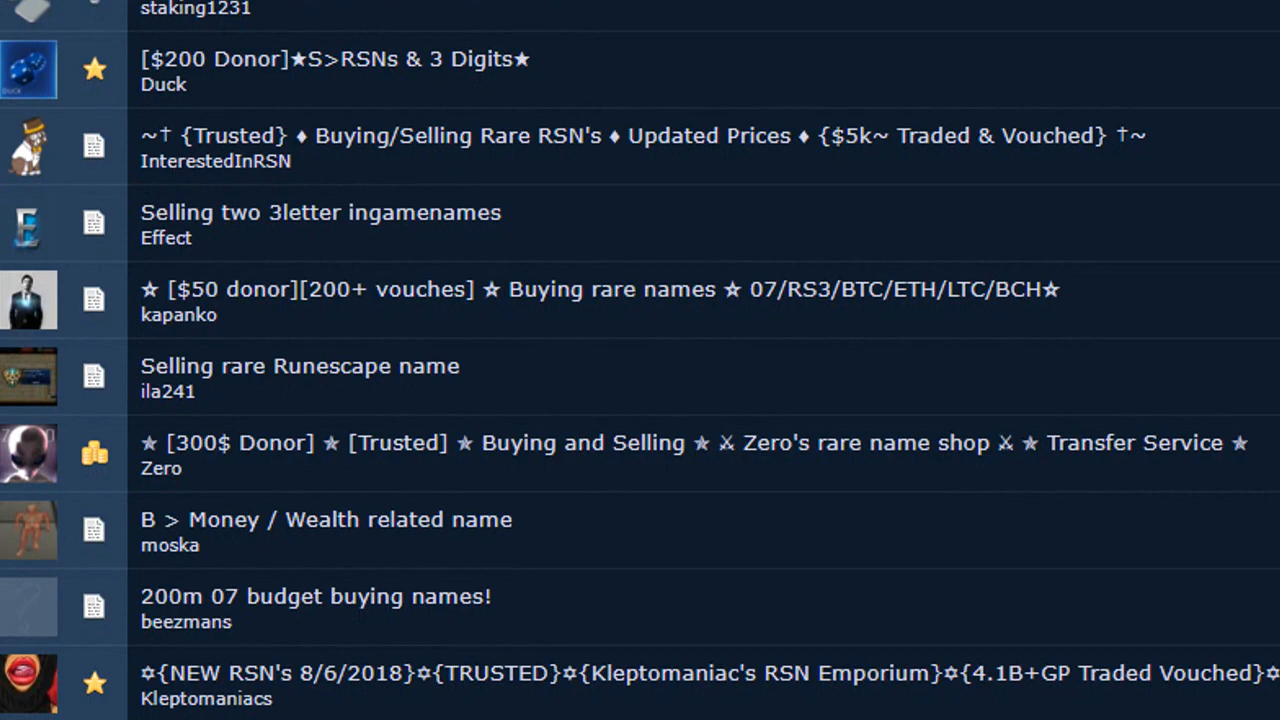 staking1231
[$200 Donor]★S>RSNs & 3 Digits★
DUCK
Duck
~† {Trusted} ♦ Buying/Selling Rare RSN's ♦ Updated Prices ♦ {$5k~ Traded & Vouched} †~
InterestedInRSN
Selling two 3letter ingamenames
E
Effect
☆ [$50 donor][200+ vouches] ☆ Buying rare names ☆ 07/RS3/BTC/ETH/LTC/BCH☆
kapanko
Selling rare Runescape name
ila241
✯ [300$ Donor] ✯ [Trusted] ✯ Buying and Selling ✯ ⚔ Zero's rare name shop ⚔ ✯ Transfer Service ✯
Zero
B > Money / Wealth related name
moska
200m 07 budget buying names!
beezmans
✡{NEW RSN's 8/6/2018}✡{TRUSTED}✡{Kleptomaniac's RSN Emporium}✡{4.1B+GP Traded Vouched}✡
Kleptomaniacs